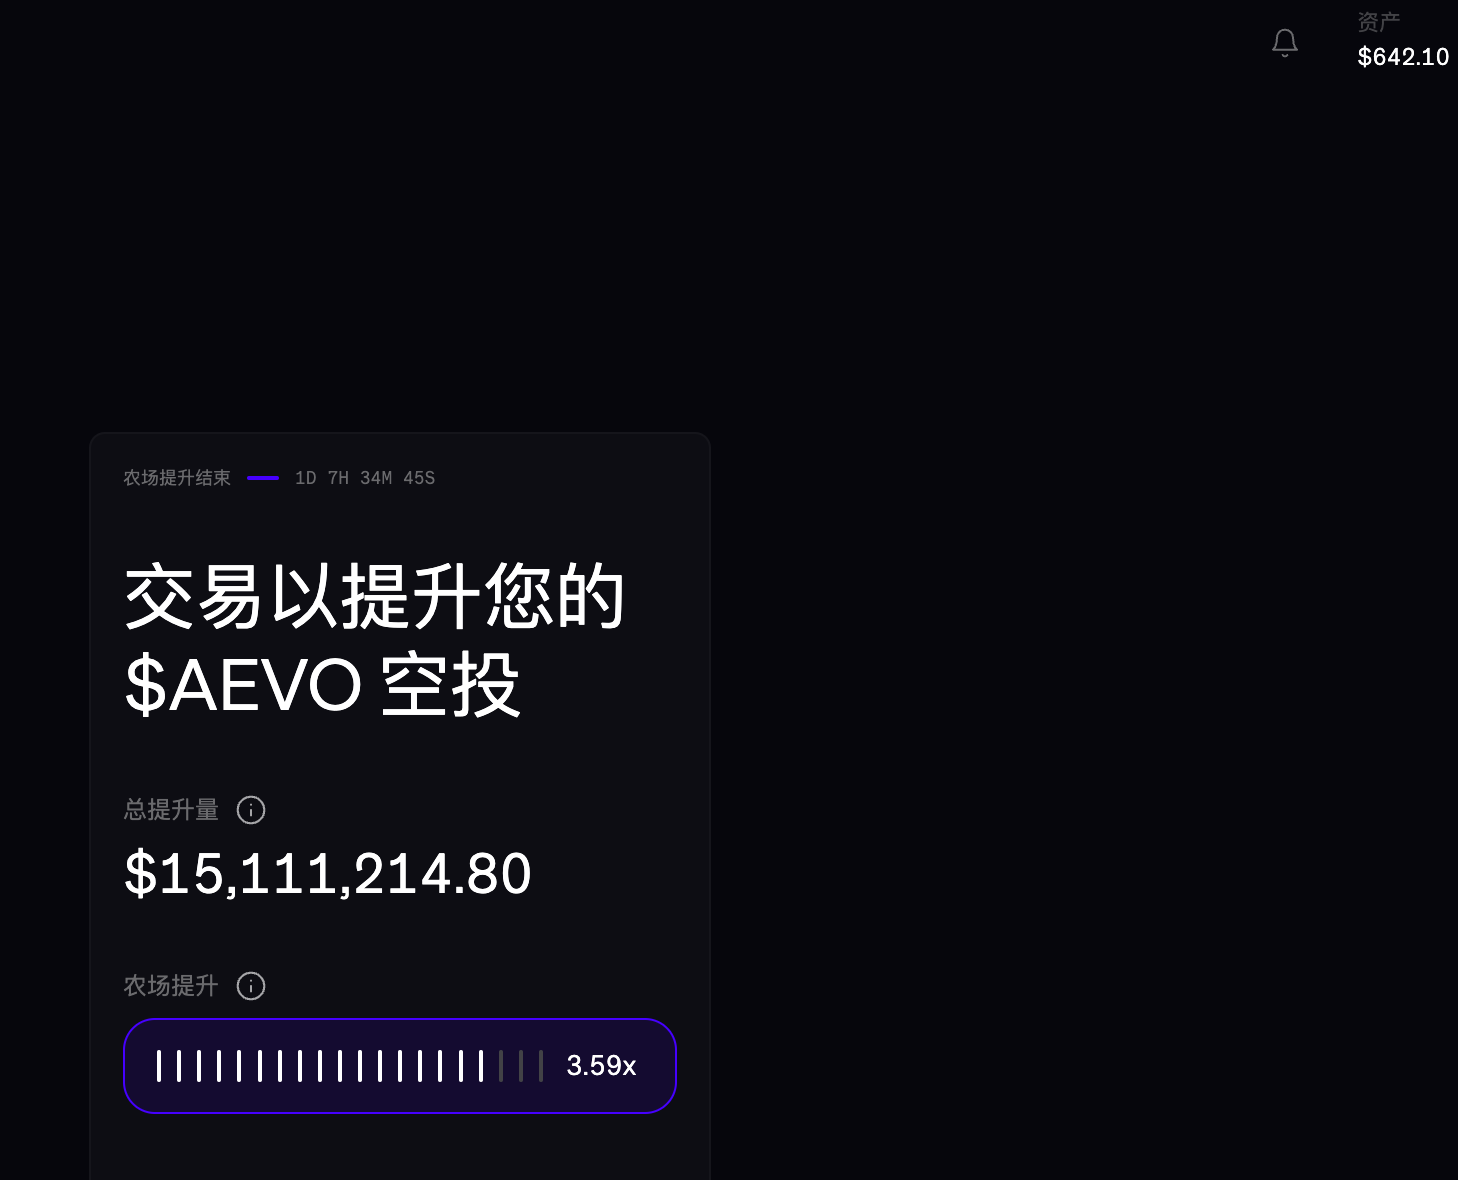 资产
$642.10
农场提升结束 1D 7H 34M 45S
交易以提升您的
$AEVO 空投
总提升量
$15,111,214.80
农场提升
3.59x